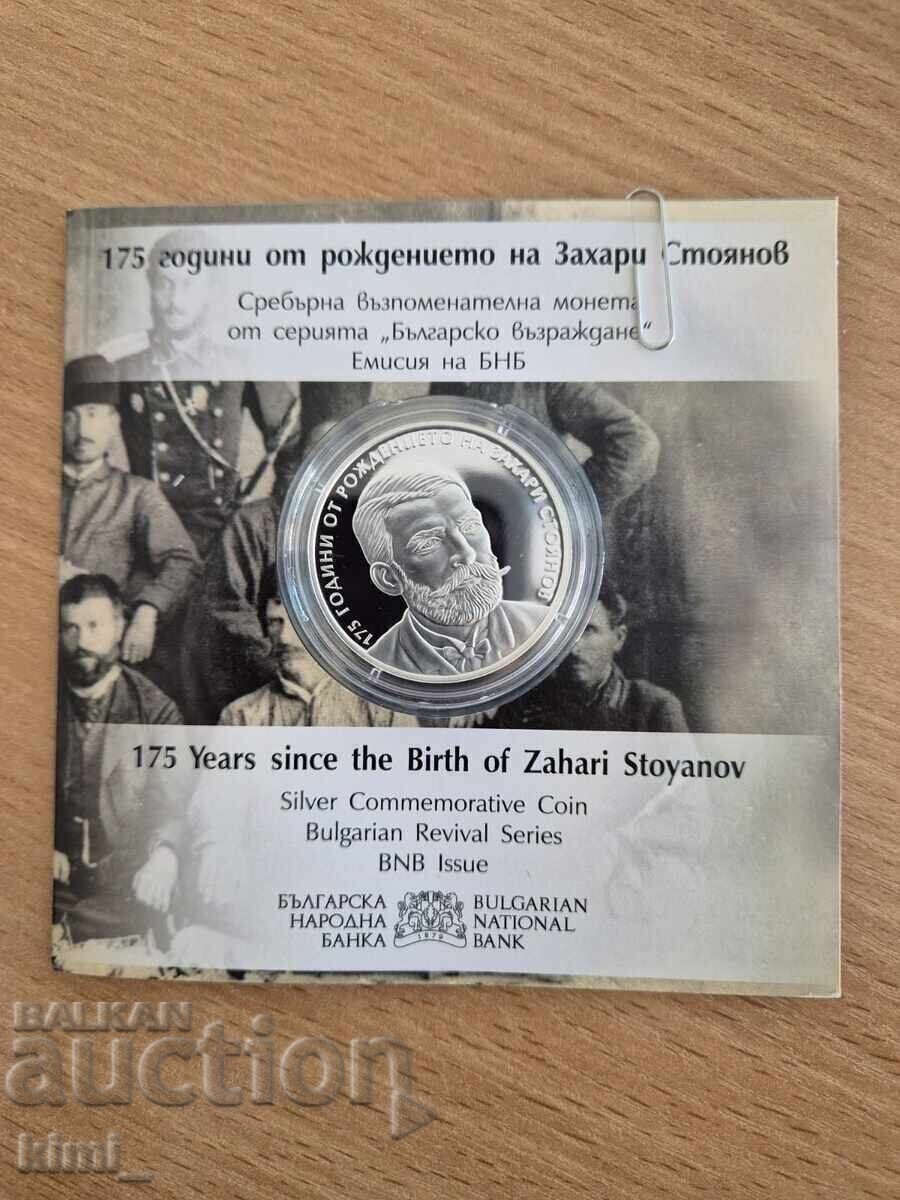 175 години от рождението на Захари Стоянов
Сребърна възпоменателна монета
от серията „Българско възраждане“
Емисия на БНБ
175 ГОДИНИ ОТ РОЖДЕНИЕТО НА ЗАХАРИ СТОЯНОВ
175 Years since the Birth of Zahari Stoyanov
Silver Commemorative Coin
Bulgarian Revival Series
BNB Issue
БЪЛГАРСКА
НАРОДНА
БАНКА
1879
BULGARIAN
NATIONAL
BANK
BALKAN
auction
kimi_